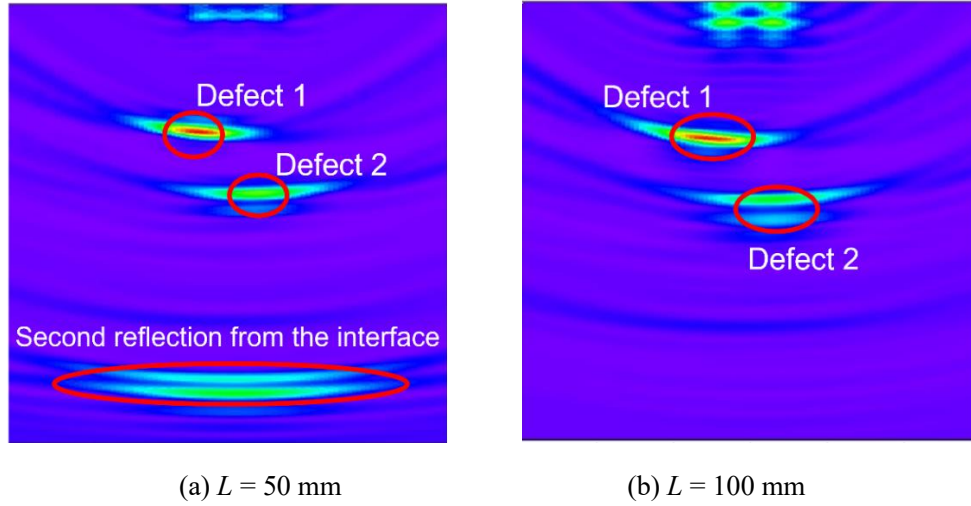 Defect 1
Defect 2
Second reflection from the interface
(a) L = 50 mm
Defect 1
Defect 2
(b) L = 100 mm